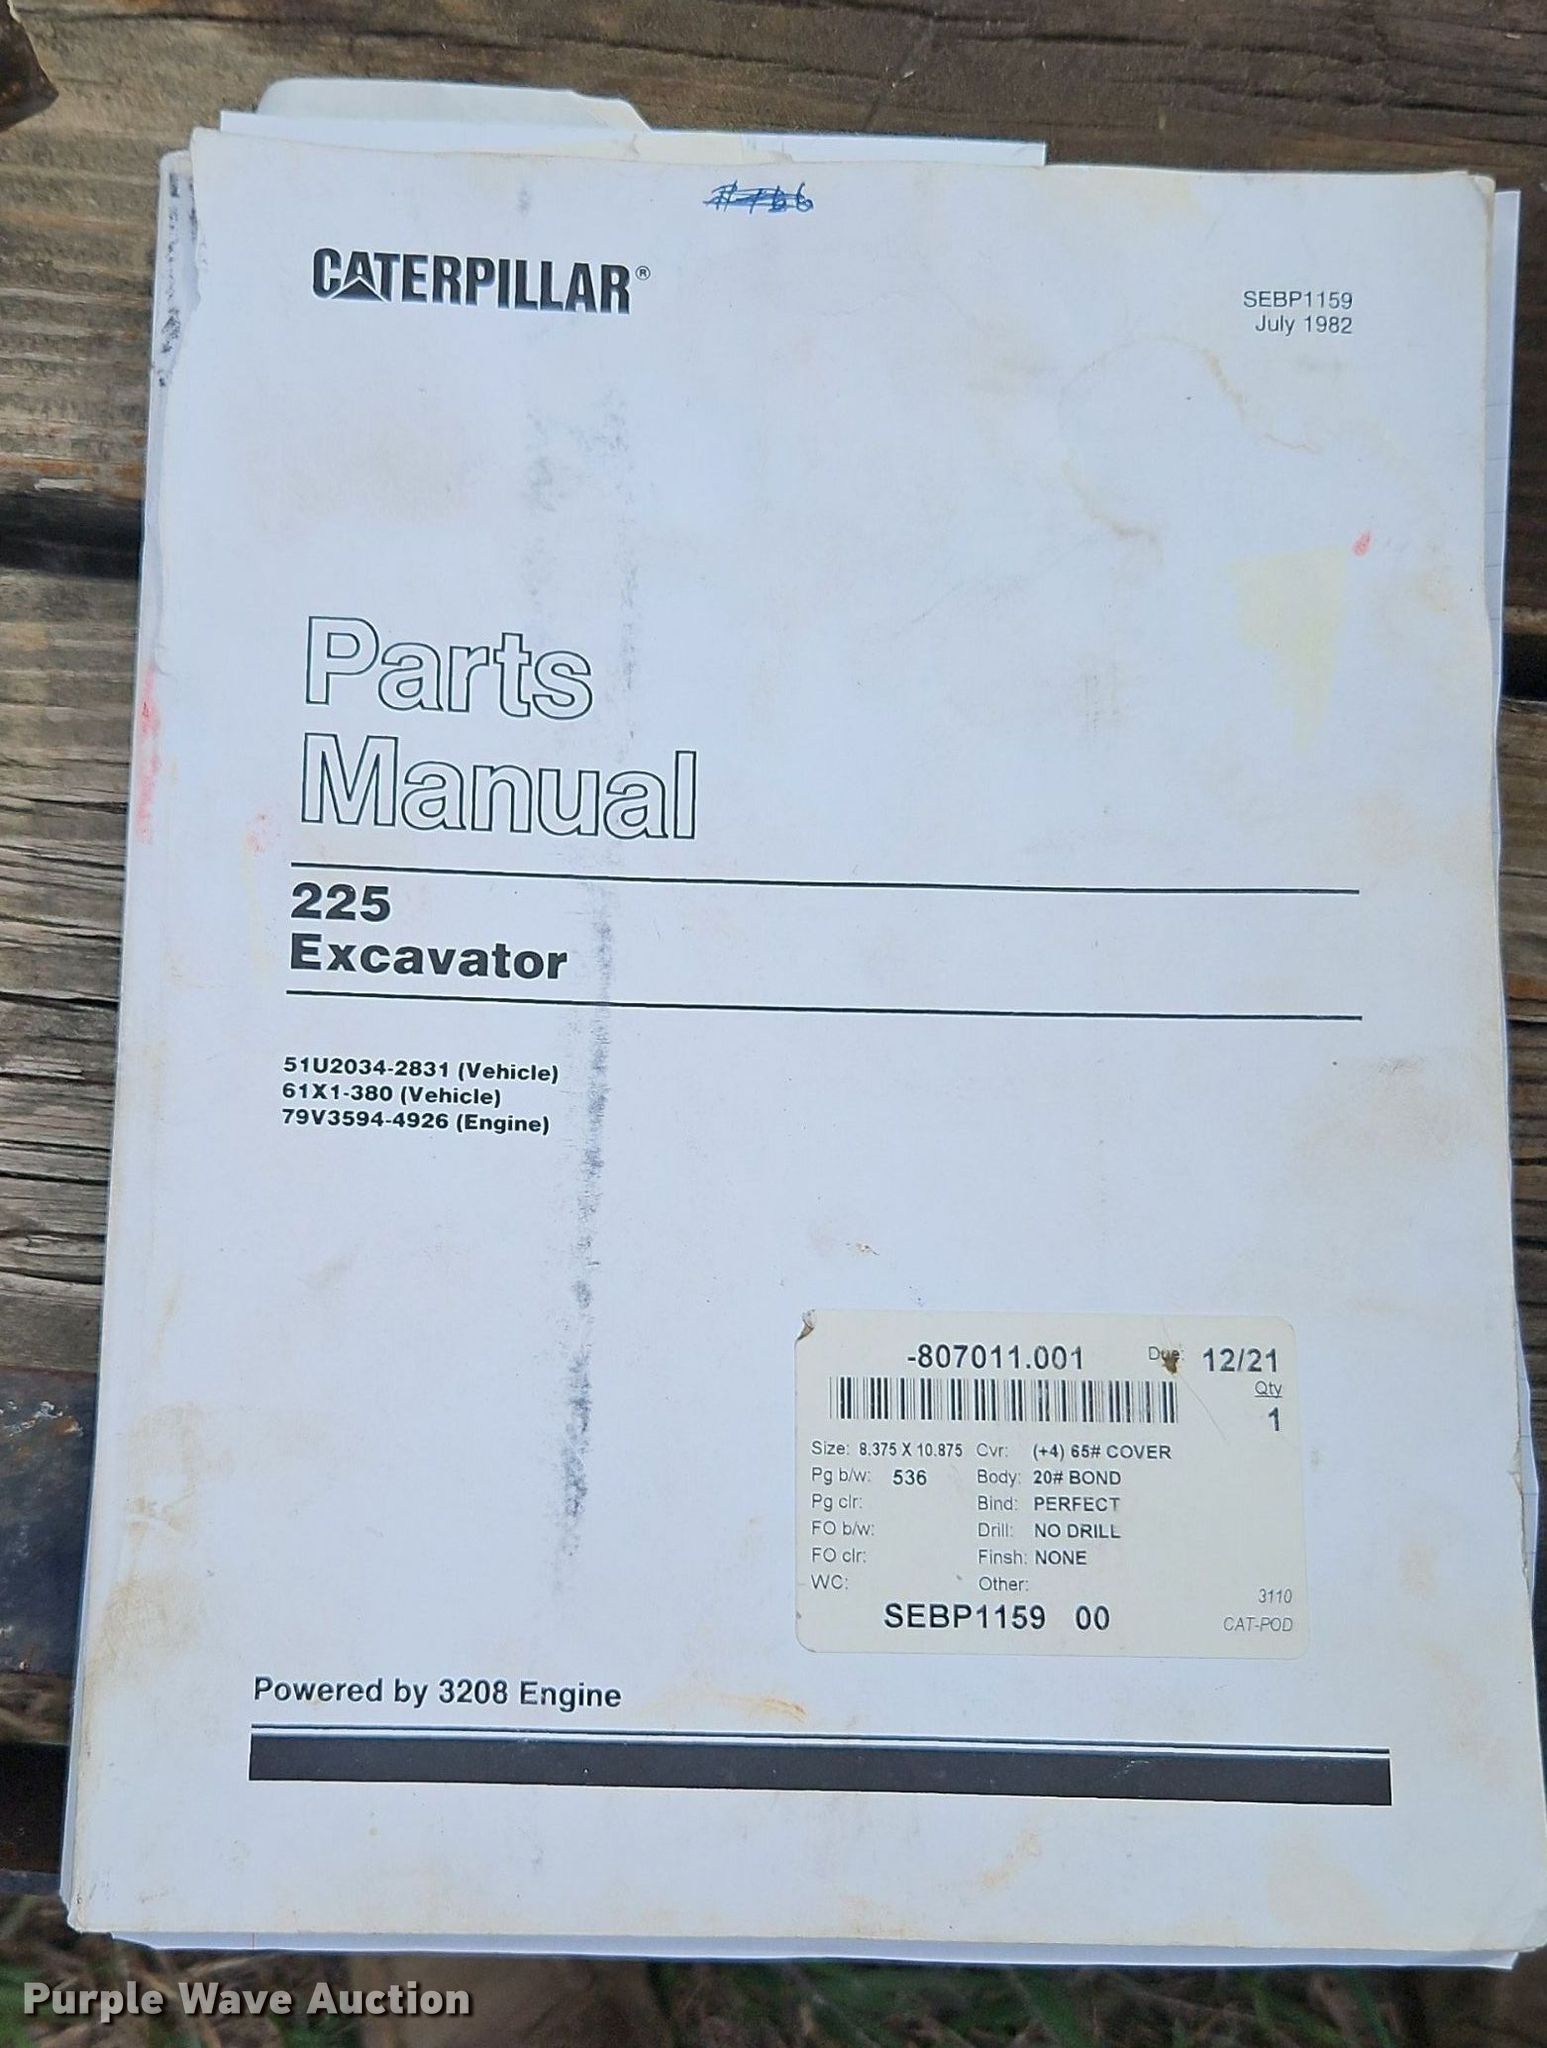 CATERPILLAR®
SEBP1159
July 1982
Parts
Manual
225
Excavator
51U2034-2831 (Vehicle)
61X1-380 (Vehicle)
79V3594-4926 (Engine)
-807011.001 Due: 12/21
Qty
1
Size: 8.375 X 10.875 Cvr: (+4) 65# COVER
Pg b/w: 536 Body: 20# BOND
Pg clr: Bind: PERFECT
FO b/w: Drill: NO DRILL
FO clr: Finsh: NONE
WC: Other:
3110
SEBP1159 00 CAT-POD
Powered by 3208 Engine
Purple Wave Auction